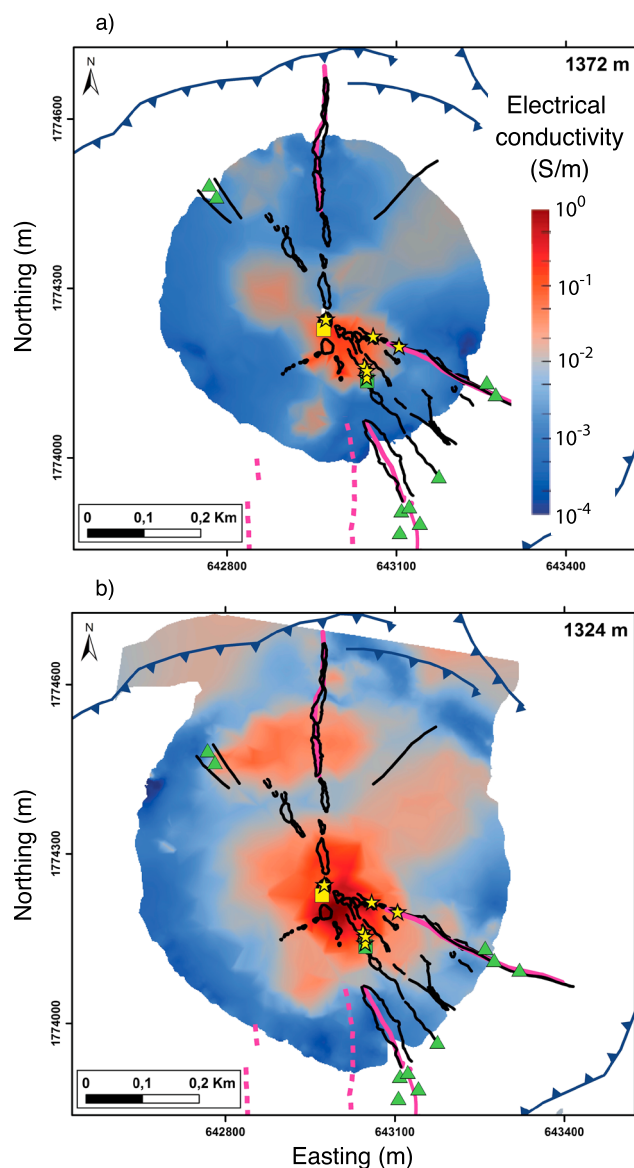 a)
N
1372 m
Electrical
conductivity
(S/m)
10⁰
10⁻¹
10⁻²
10⁻³
10⁻⁴
1774600
1774300
1774000
Northing (m)
0 0,1 0,2 Km
642800 643100 643400
b)
N
1324 m
1774600
1774300
1774000
Northing (m)
0 0,1 0,2 Km
642800 643100 643400
Easting (m)